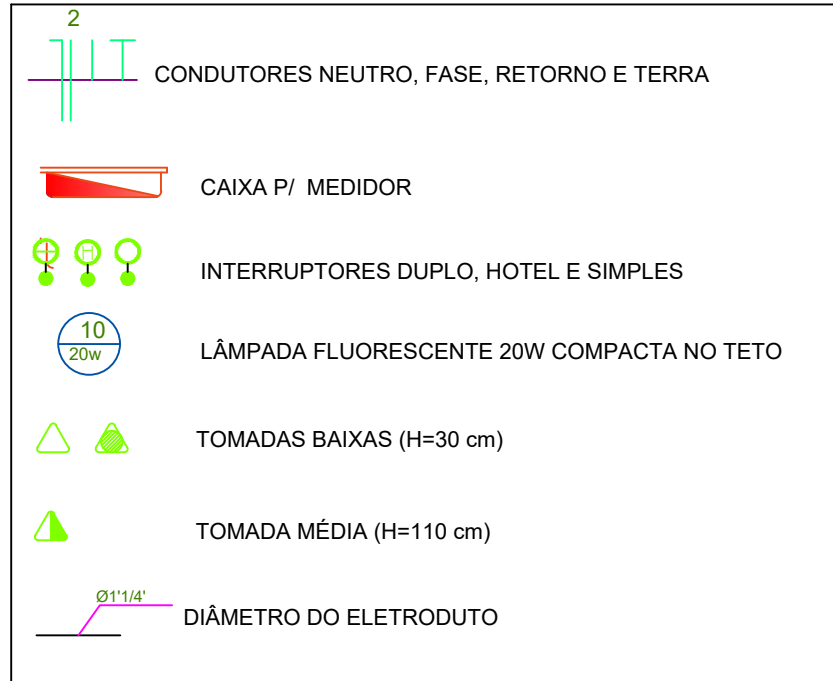 2
CONDUTORES NEUTRO, FASE, RETORNO E TERRA
CAIXA P/ MEDIDOR
H
INTERRUPTORES DUPLO, HOTEL E SIMPLES
10
20w
LÂMPADA FLUORESCENTE 20W COMPACTA NO TETO
TOMADAS BAIXAS (H=30 cm)
TOMADA MÉDIA (H=110 cm)
Ø1'1/4'
DIÂMETRO DO ELETRODUTO